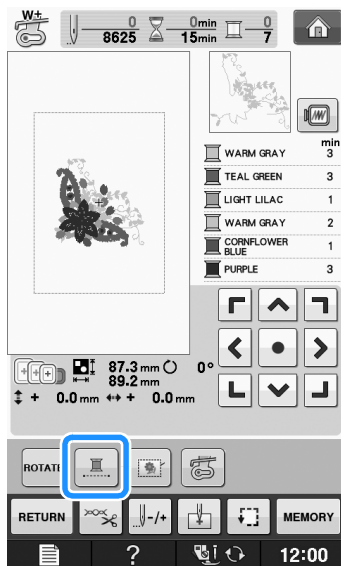 W+
0 0min 0
8625 15min 7
min
WARM GRAY 3
TEAL GREEN 3
LIGHT LILAC 1
WARM GRAY 2
CORNFLOWER
BLUE 1
PURPLE 3
87.3 mm 0°
89.2 mm
+ 0.0 mm + 0.0 mm
ROTATE
RETURN -/+ MEMORY
? 12:00